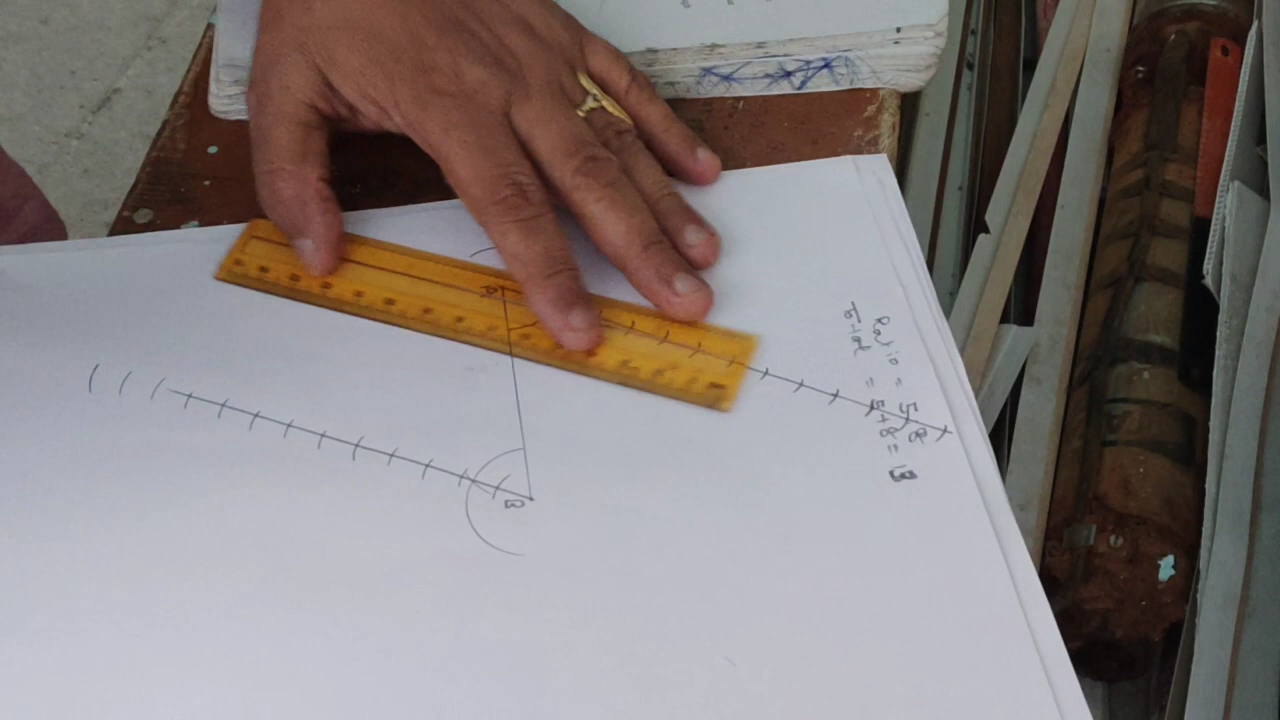 Ratio = 5:8
Total = 5+8 = 13
A
B